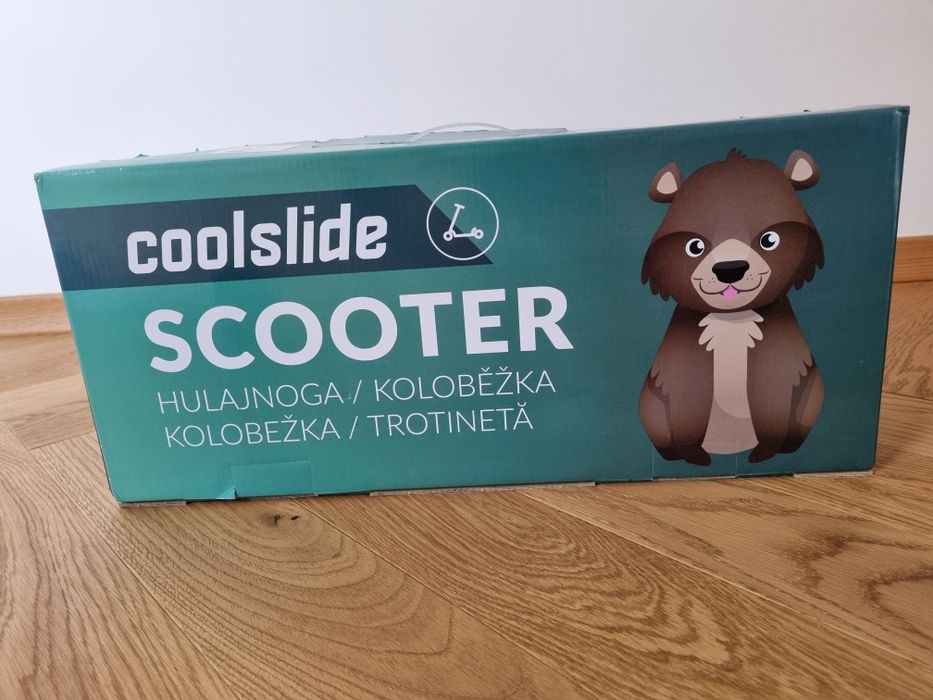 coolslide
SCOOTER
HULAJNOGA / KOLOBĚŽKA
KOLOBEŽKA / TROTINETĂ